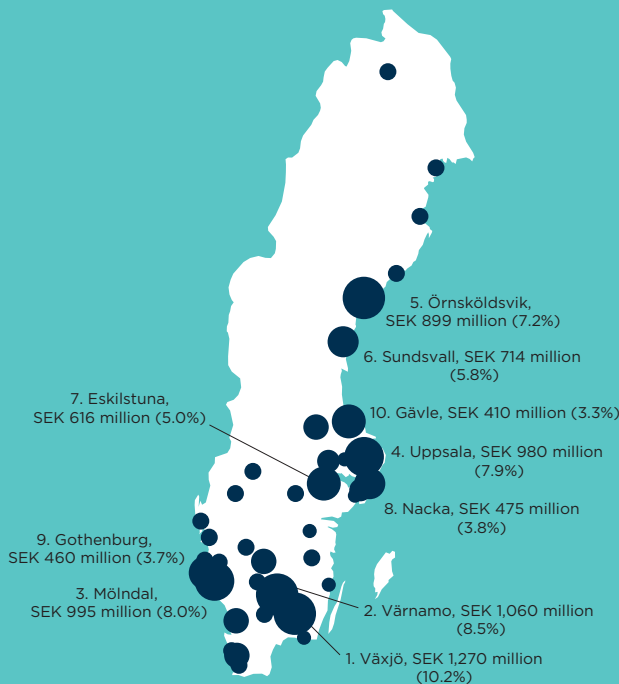 5. Örnsköldsvik,
SEK 899 million (7.2%)
6. Sundsvall, SEK 714 million
(5.8%)
7. Eskilstuna,
SEK 616 million (5.0%)
10. Gävle, SEK 410 million (3.3%)
4. Uppsala, SEK 980 million
(7.9%)
8. Nacka, SEK 475 million
(3.8%)
9. Gothenburg,
SEK 460 million (3.7%)
3. Mölndal,
SEK 995 million (8.0%)
2. Värnamo, SEK 1,060 million
(8.5%)
1. Växjö, SEK 1,270 million
(10.2%)